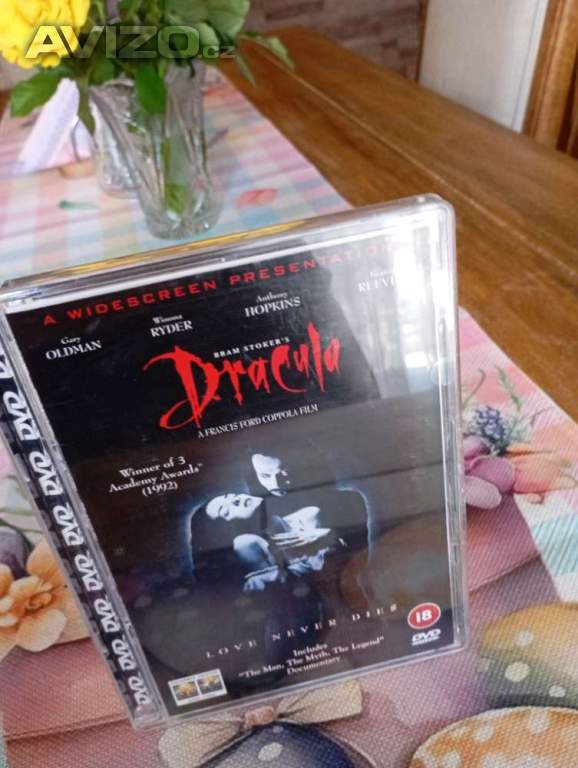 AVÍZO.cz
A WIDESCREEN PRESENTATION
Gary OLDMAN
Winona RYDER
Anthony HOPKINS
BRAM STOKER'S
Dracula
A FRANCIS FORD COPPOLA FILM
Winner of 3
Academy Awards
(1992)
LOVE NEVER DIES
18
Includes
"The Man, The Myth, The Legend"
Documentary
DVD
DVD DVD DVD DVD DVD DVD DVD DVD